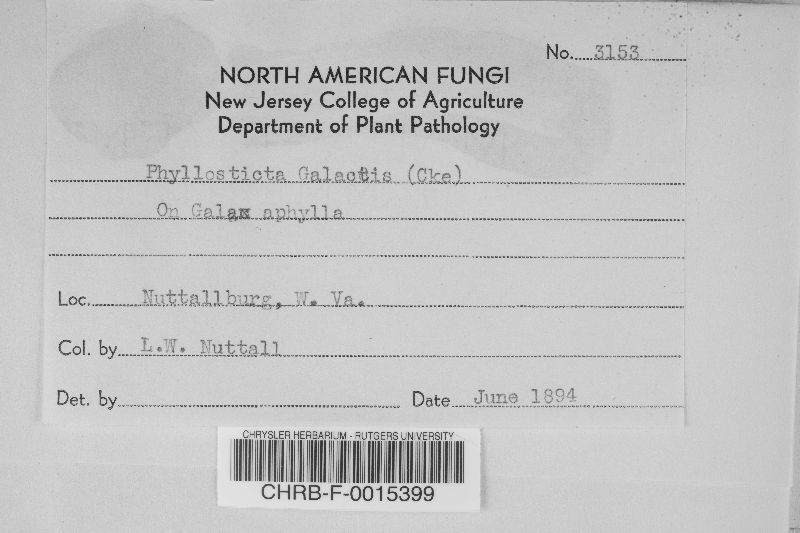 No. 3153
NORTH AMERICAN FUNGI
New Jersey College of Agriculture
Department of Plant Pathology
Phyllosticta Galactis (Cke)
On Galax aphylla
Loc. Nuttallburg, W. Va.
Col. by L.W. Nuttall
Det. by
Date June 1894
CHRYSLER HERBARIUM - RUTGERS UNIVERSITY
CHRB-F-0015399